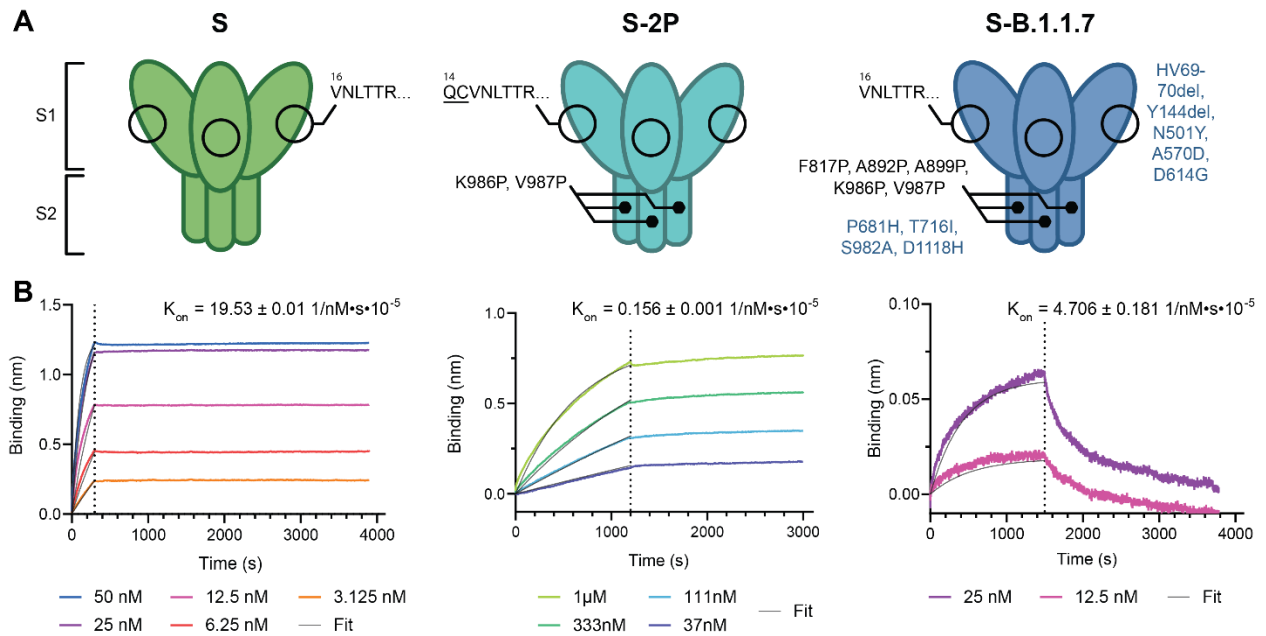 A
S
S-2P
S-B.1.1.7
S1
S2
16
VNLTTR...
14
QCVNLTTR...
K986P, V987P
16
VNLTTR...
F817P, A892P, A899P,
K986P, V987P
P681H, T716I,
S982A, D1118H
HV69-
70del,
Y144del,
N501Y,
A570D,
D614G
B
Kon = 19.53 ± 0.01 1/nM•s•10-5
Binding (nm)
1.5
1.0
0.5
0.0
0 1000 2000 3000 4000
Time (s)
50 nM 12.5 nM 3.125 nM
25 nM 6.25 nM Fit
Kon = 0.156 ± 0.001 1/nM•s•10-5
Binding (nm)
1.0
0.5
0.0
0 1000 2000 3000
Time (s)
1µM 111nM Fit
333nM 37nM
Kon = 4.706 ± 0.181 1/nM•s•10-5
Binding (nm)
0.10
0.05
0.00
0 1000 2000 3000 4000
Time (s)
25 nM 12.5 nM Fit